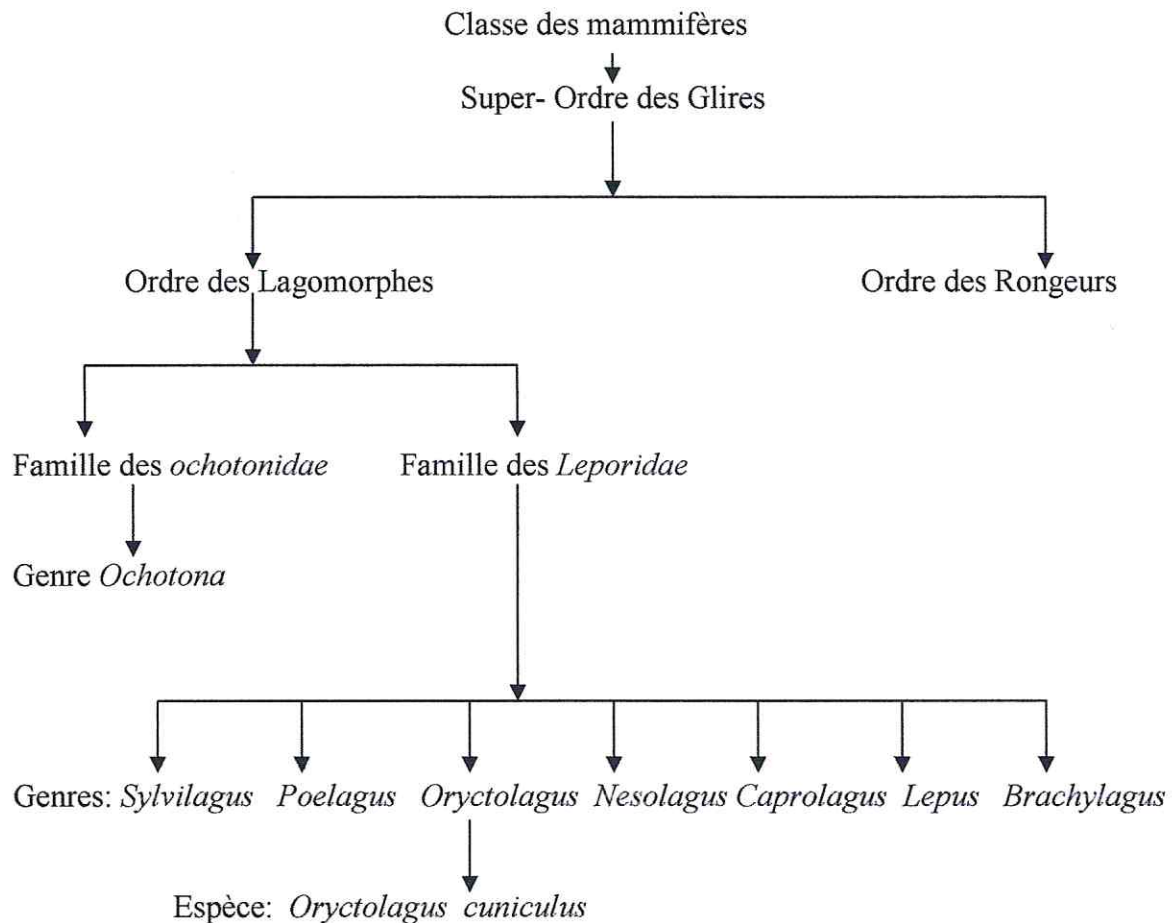 Classe des mammifères
Super- Ordre des Glires
Ordre des Lagomorphes Ordre des Rongeurs
Famille des ochotonidae Famille des Leporidae
Genre Ochotona
Genres: Sylvilagus Poelagus Oryctolagus Nesolagus Caprolagus Lepus Brachylagus
Espèce: Oryctolagus cuniculus